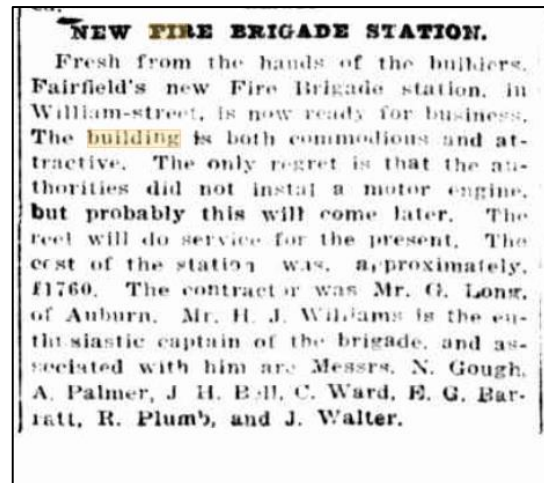 NEW FIRE BRIGADE STATION.
Fresh from the hands of the builders,
Fairfield's new Fire Brigade station, in
William-street, is now ready for business.
The building is both commodious and at-
tractive. The only regret is that the au-
thorities did not instal a motor engine,
but probably this will come later. The
reel will do service for the present. The
cost of the station was, approximately,
£1760. The contractor was Mr. G. Long,
of Auburn. Mr. H. J. Williams is the en-
thusiastic captain of the brigade, and as-
sociated with him are Messrs. N. Gough,
A. Palmer, J H. Bell, C. Ward, E. G. Bar-
ratt, R. Plumb, and J. Walter.